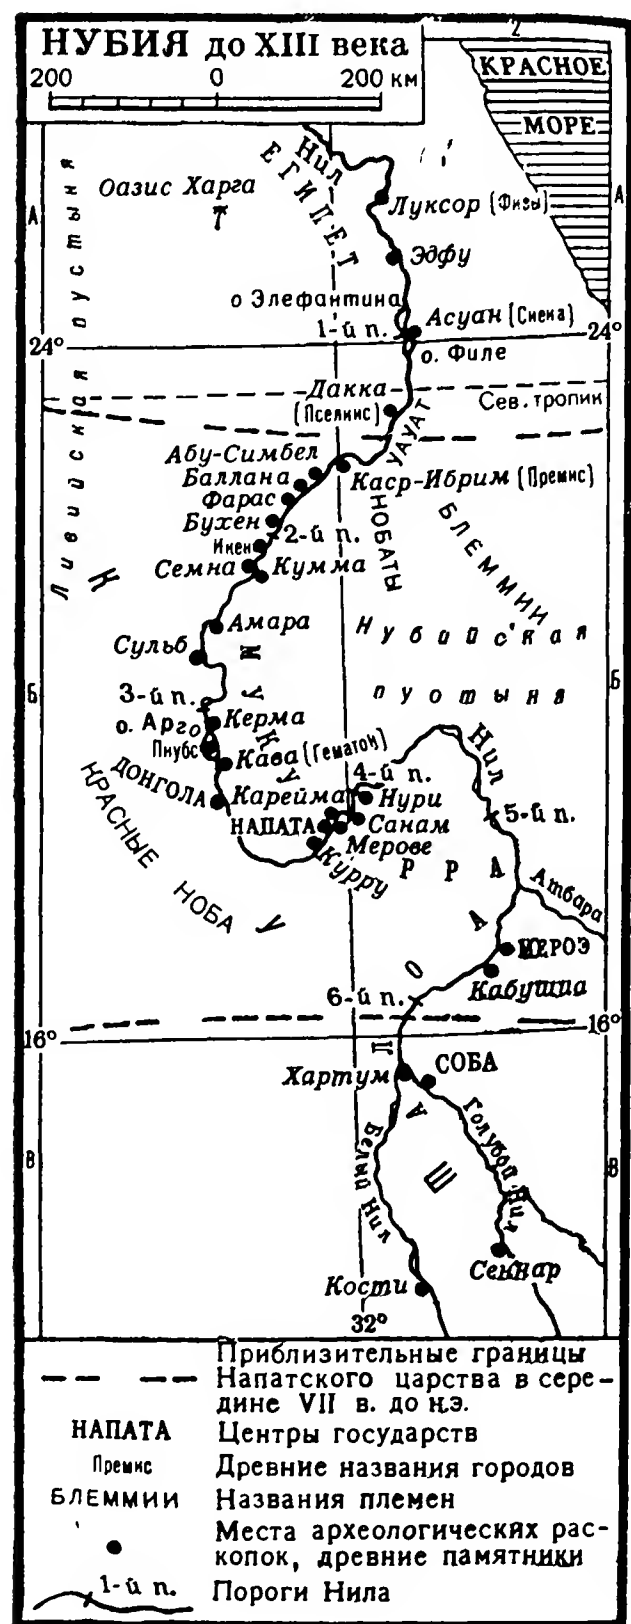 НУБИЯ до XIII века
200 0 200 км
2
КРАСНОЕ
МОРЕ
Нил
ЕГИПЕТ
Оазис Харга
А
А
Ливийская пустыня
Луксор (Фивы)
Эдфу
о Элефантина
1-й п.
Асуан (Сиена)
24°
24°
о. Филе
Дакка
(Пселкис)
Сев. тропик
УАУАТ
Абу-Симбел
Баллана
Каср-Ибрим (Премис)
Фарас
Бухен
2-й п.
НОБАТЫ
БЛЕММИИ
Икен
Семна
Кумма
К
Амара
Нубийская
пуотыня
Сульб
Ж
У
К
У
Б
Б
3-й п.
о. Арго
Керма
Пнубс
Кава (Гематон)
Нил
4-й п.
ДОНГОЛА
Карейма
Нури
5-й п.
НАПАТА
Санам
Мерове
Курру
КРАСНЫЕ НОБА
У
Р Р А
А
Атбара
МЕРОЭ
Кабушиа
О
6-й п.
16°
16°
Л
Хартум
СОБА
А
Ш
Белый Нил
Голубой Нил
В
В
Сеннар
Кости
32°
Приблизительные границы
Напатского царства в сере-
дине VII в. до н.э.
НАПАТА Центры государств
Премис Древние названия городов
БЛЕММИИ Названия племен
Места археологических рас-
копок, древние памятники
1-й п. Пороги Нила